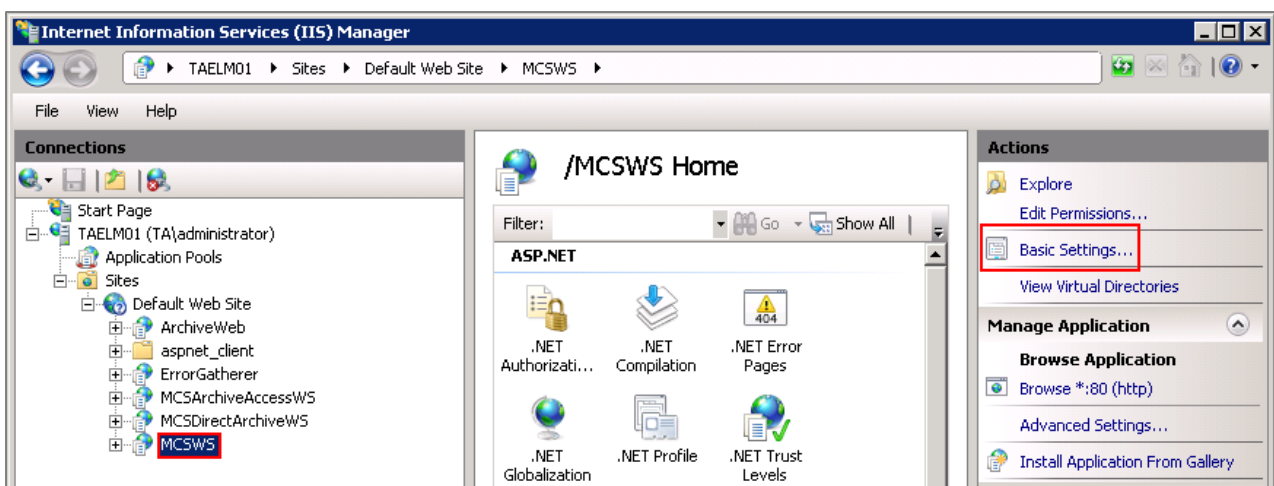 Internet Information Services (IIS) Manager
TAELM01 Sites Default Web Site MCSWS
File View Help
Connections
Start Page
TAELM01 (TA\administrator)
Application Pools
Sites
Default Web Site
ArchiveWeb
aspnet_client
ErrorGatherer
MCSArchiveAccessWS
MCSDirectArchiveWS
MCSWS
/MCSWS Home
Filter: Go Show All
ASP.NET
.NET Authorizati...
.NET Compilation
404
.NET Error Pages
.NET Globalization
.NET Profile
.NET Trust Levels
Actions
Explore
Edit Permissions...
Basic Settings...
View Virtual Directories
Manage Application
Browse Application
Browse *:80 (http)
Advanced Settings...
Install Application From Gallery